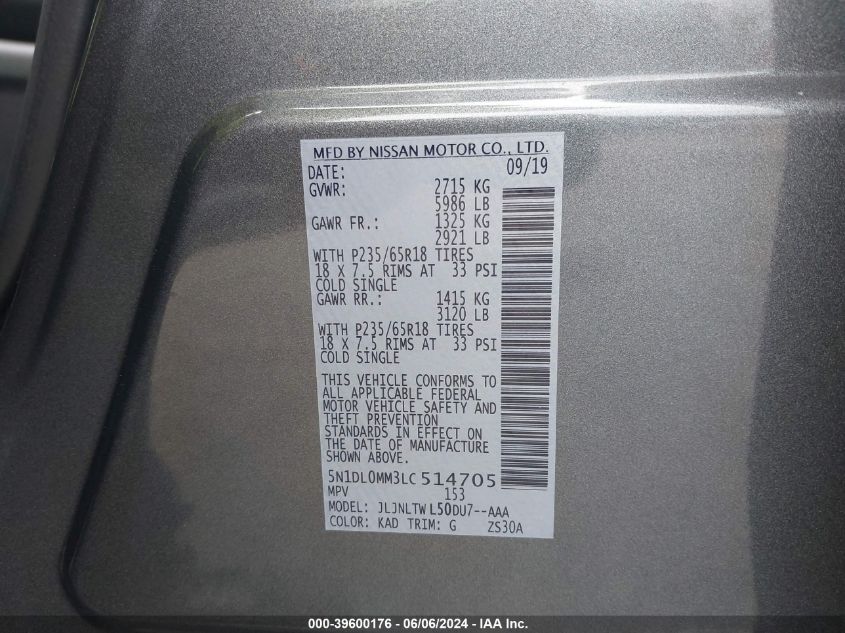 MFD BY NISSAN MOTOR CO., LTD.
DATE: 09/19
GVWR: 2715 KG
5986 LB
GAWR FR.: 1325 KG
2921 LB
WITH P235/65R18 TIRES
18 X 7.5 RIMS AT 33 PSI
COLD SINGLE
GAWR RR.: 1415 KG
3120 LB
WITH P235/65R18 TIRES
18 X 7.5 RIMS AT 33 PSI
COLD SINGLE
THIS VEHICLE CONFORMS TO
ALL APPLICABLE FEDERAL
MOTOR VEHICLE SAFETY AND
THEFT PREVENTION
STANDARDS IN EFFECT ON
THE DATE OF MANUFACTURE
SHOWN ABOVE.
5N1DL0MM3LC514705
MPV 153
MODEL: JLJNLTWL50DU7--AAA
COLOR: KAD TRIM: G ZS30A
000-39600176 - 06/06/2024 - IAA Inc.